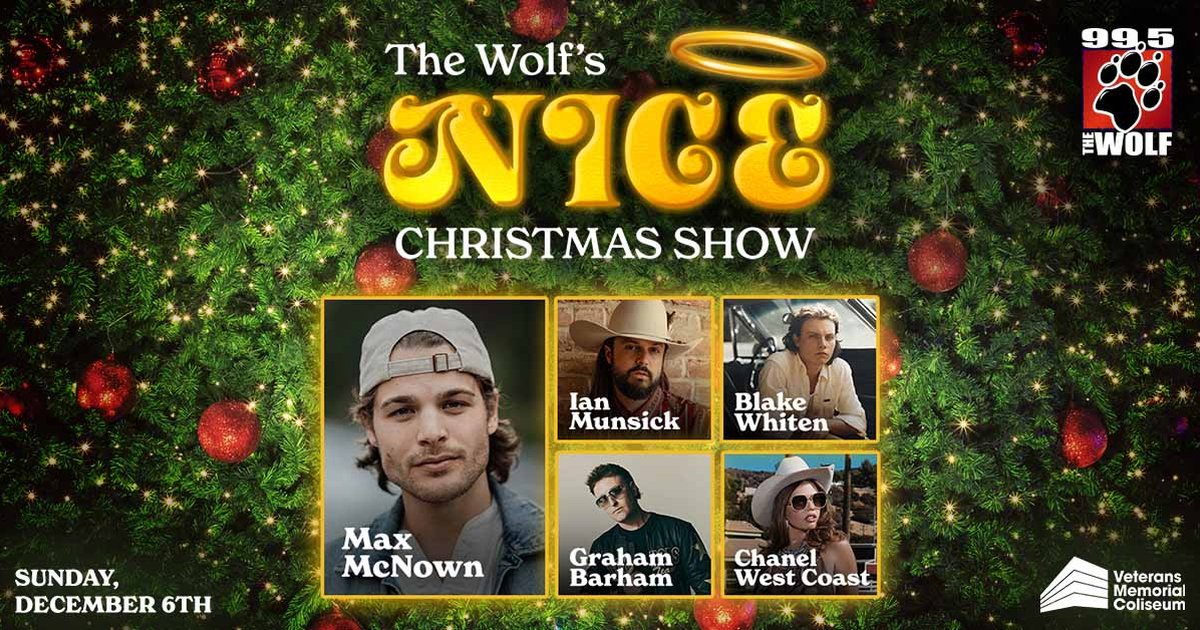 The Wolf's
NICE
CHRISTMAS SHOW
99.5
THE WOLF
Max
McNown
Ian
Munsick
Blake
Whiten
Graham
Barham
Chanel
West Coast
SUNDAY,
DECEMBER 6TH
Veterans
Memorial
Coliseum